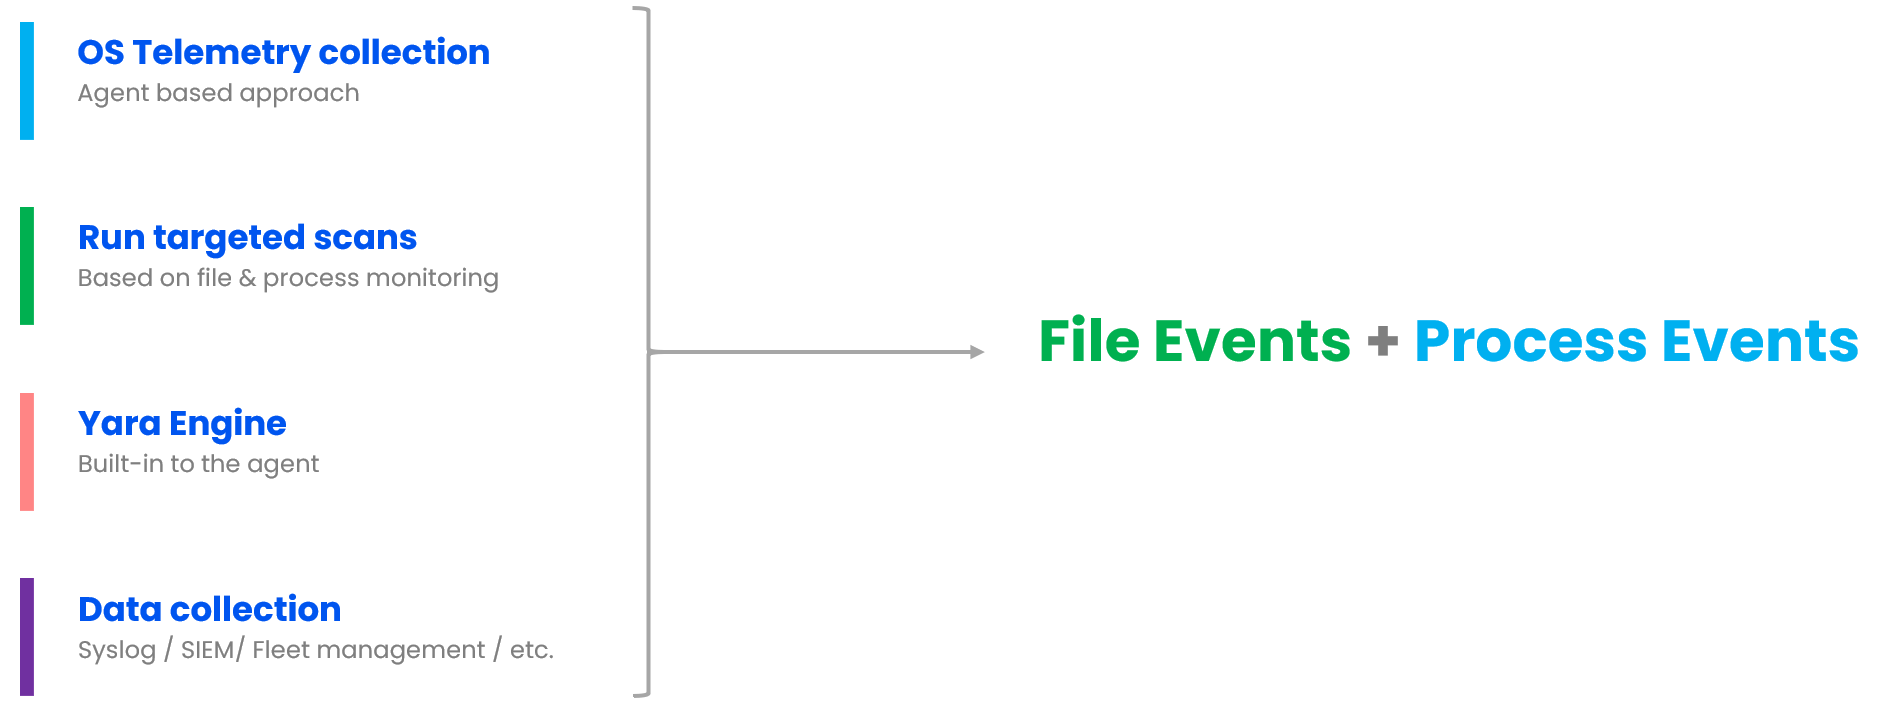 OS Telemetry collection
Agent based approach
Run targeted scans
Based on file & process monitoring
Yara Engine
Built-in to the agent
Data collection
Syslog / SIEM/ Fleet management / etc.
File Events + Process Events